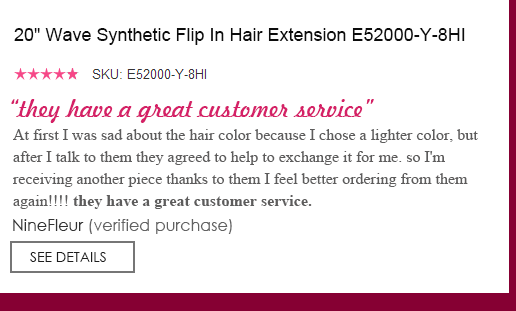 20" Wave Synthetic Flip In Hair Extension E52000-Y-8HI
SKU: E52000-Y-8HI
“they have a great customer service”
At first I was sad about the hair color because I chose a lighter color, but
after I talk to them they agreed to help to exchange it for me. so I'm
receiving another piece thanks to them I feel better ordering from them
again!!!! they have a great customer service.
NineFleur (verified purchase)
SEE DETAILS